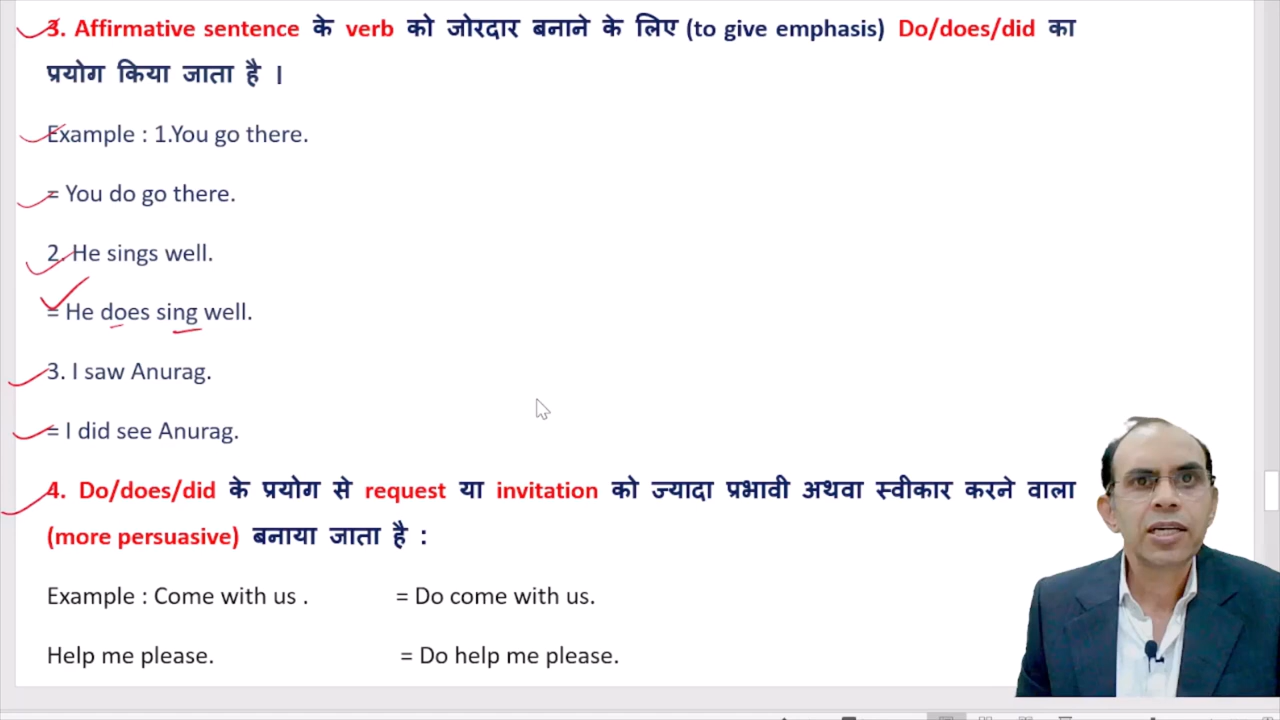 3. Affirmative sentence के verb को जोरदार बनाने के लिए (to give emphasis) Do/does/did का
प्रयोग किया जाता है ।
Example : 1.You go there.
= You do go there.
2. He sings well.
= He does sing well.
3. I saw Anurag.
= I did see Anurag.
4. Do/does/did के प्रयोग से request या invitation को ज्यादा प्रभावी अथवा स्वीकार करने वाला
(more persuasive) बनाया जाता है :
Example : Come with us . = Do come with us.
Help me please. = Do help me please.